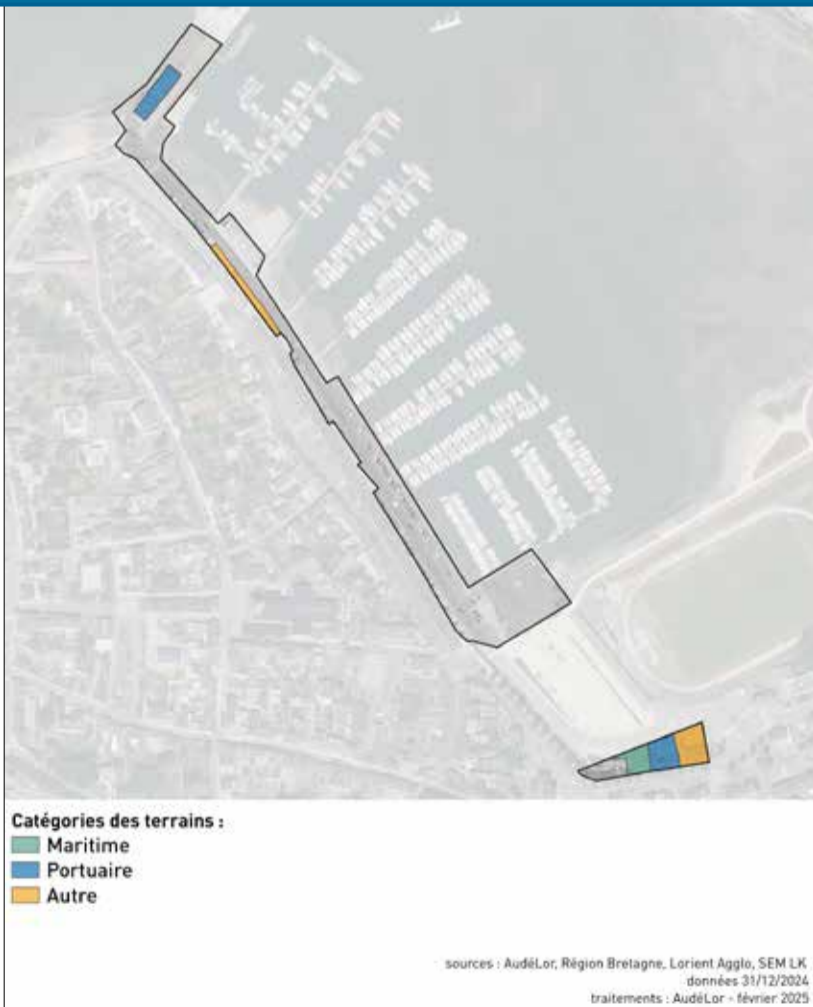 Catégories des terrains :
Maritime
Portuaire
Autre
sources : AudéLor, Région Bretagne, Lorient Agglo, SEM LK
données 31/12/2024
traitements : AudéLor - février 2025